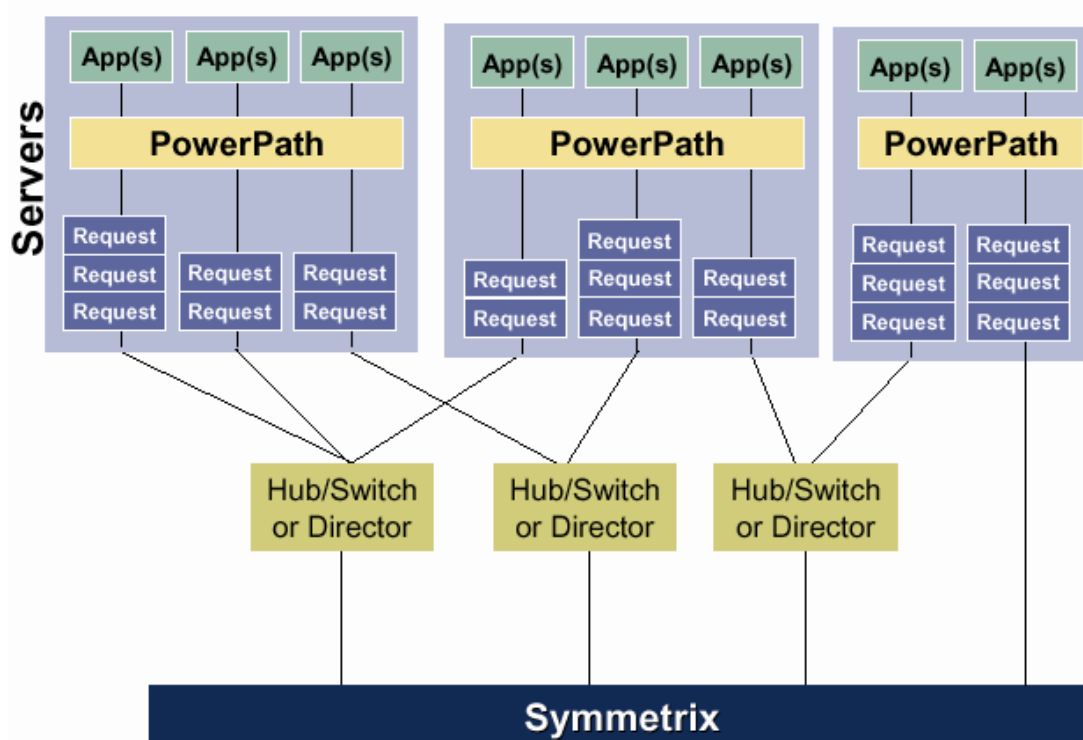 Servers
App(s) App(s) App(s)
PowerPath
Request
Request Request Request
Request Request Request
App(s) App(s) App(s)
PowerPath
Request
Request Request Request
Request Request Request
App(s) App(s)
PowerPath
Request Request
Request Request
Request Request
Hub/Switch
or Director
Hub/Switch
or Director
Hub/Switch
or Director
Symmetrix